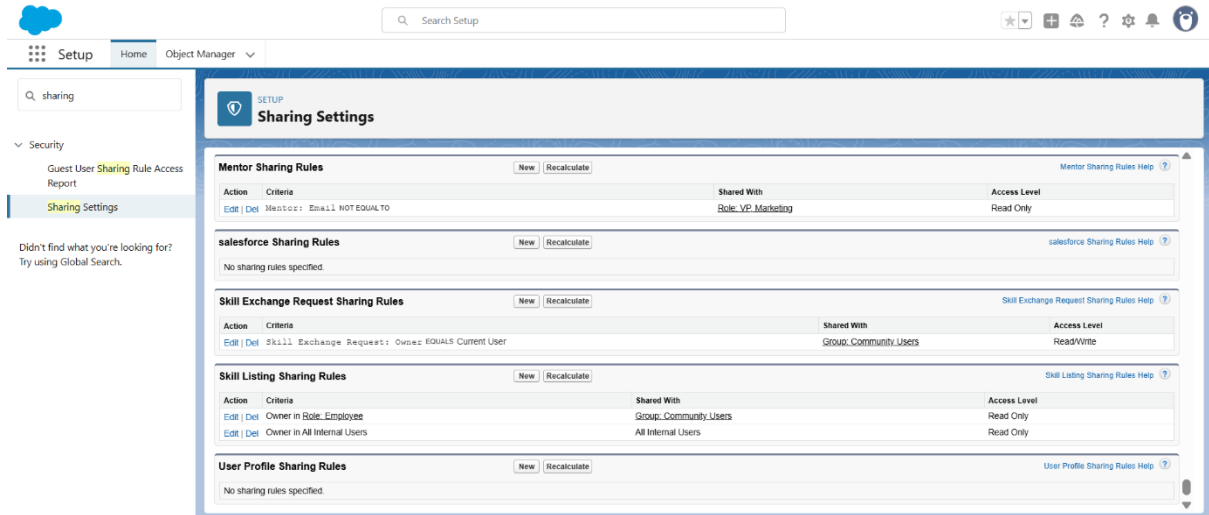 Search Setup
Setup Home Object Manager
sharing
Security
Guest User Sharing Rule Access
Report
Sharing Settings
Didn't find what you're looking for?
Try using Global Search.
SETUP
Sharing Settings
Mentor Sharing Rules New Recalculate Mentor Sharing Rules Help ?
Action Criteria Shared With Access Level
Edit | Del Mentor: Email NOT EQUAL TO Role: VP, Marketing Read Only
salesforce Sharing Rules New Recalculate salesforce Sharing Rules Help ?
No sharing rules specified.
Skill Exchange Request Sharing Rules New Recalculate Skill Exchange Request Sharing Rules Help ?
Action Criteria Shared With Access Level
Edit | Del Skill Exchange Request: Owner EQUALS Current User Group: Community Users Read/Write
Skill Listing Sharing Rules New Recalculate Skill Listing Sharing Rules Help ?
Action Criteria Shared With Access Level
Edit | Del Owner in Role: Employee Group: Community Users Read Only
Edit | Del Owner in All Internal Users All Internal Users Read Only
User Profile Sharing Rules New Recalculate User Profile Sharing Rules Help ?
No sharing rules specified.